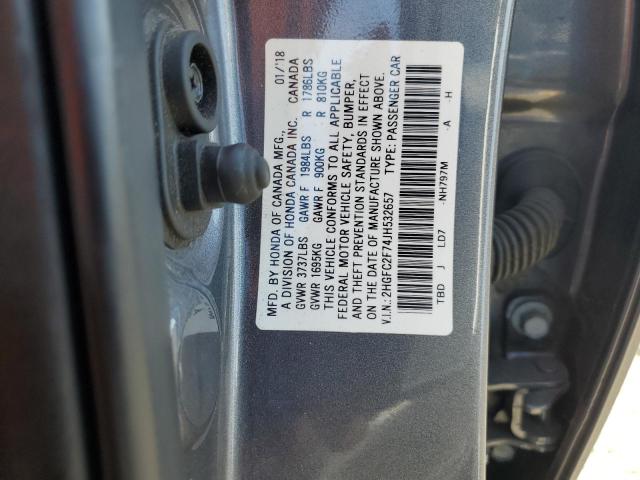 MFD. BY HONDA OF CANADA MFG., 01/'18
A DIVISION OF HONDA CANADA INC. CANADA
GVWR 3737LBS GAWR F 1984LBS R 1786LBS
GVWR 1695KG GAWR F 900KG R 810KG
THIS VEHICLE CONFORMS TO ALL APPLICABLE
FEDERAL MOTOR VEHICLE SAFETY, BUMPER,
AND THEFT PREVENTION STANDARDS IN EFFECT
ON THE DATE OF MANUFACTURE SHOWN ABOVE.
V.I.N.: 2HGFC2F74JH532657 TYPE: PASSENGER CAR
TBD J LD7 -NH797M -A -H